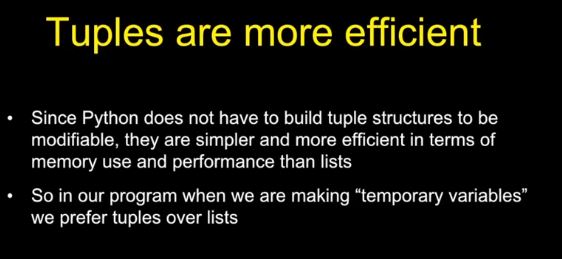 Tuples are more efficient
• Since Python does not have to build tuple structures to be
modifiable, they are simpler and more efficient in terms of
memory use and performance than lists
• So in our program when we are making “temporary variables”
we prefer tuples over lists